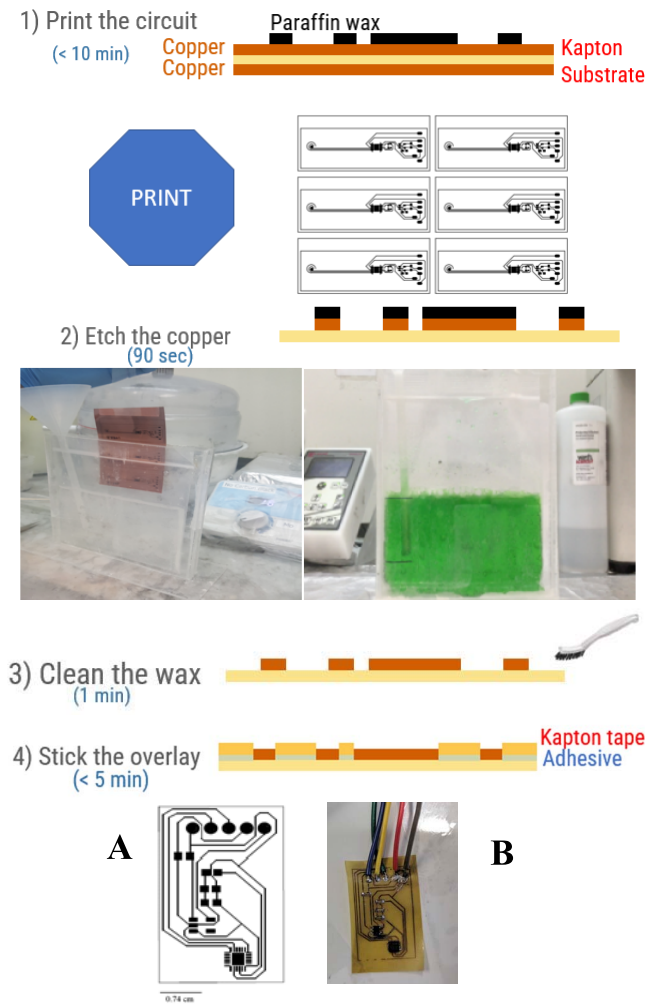 1) Print the circuit
(< 10 min)
Paraffin wax
Copper
Copper
Kapton
Substrate
PRINT
2) Etch the copper
(90 sec)
3) Clean the wax
(1 min)
4) Stick the overlay
(< 5 min)
Kapton tape
Adhesive
A
B
0.74 cm